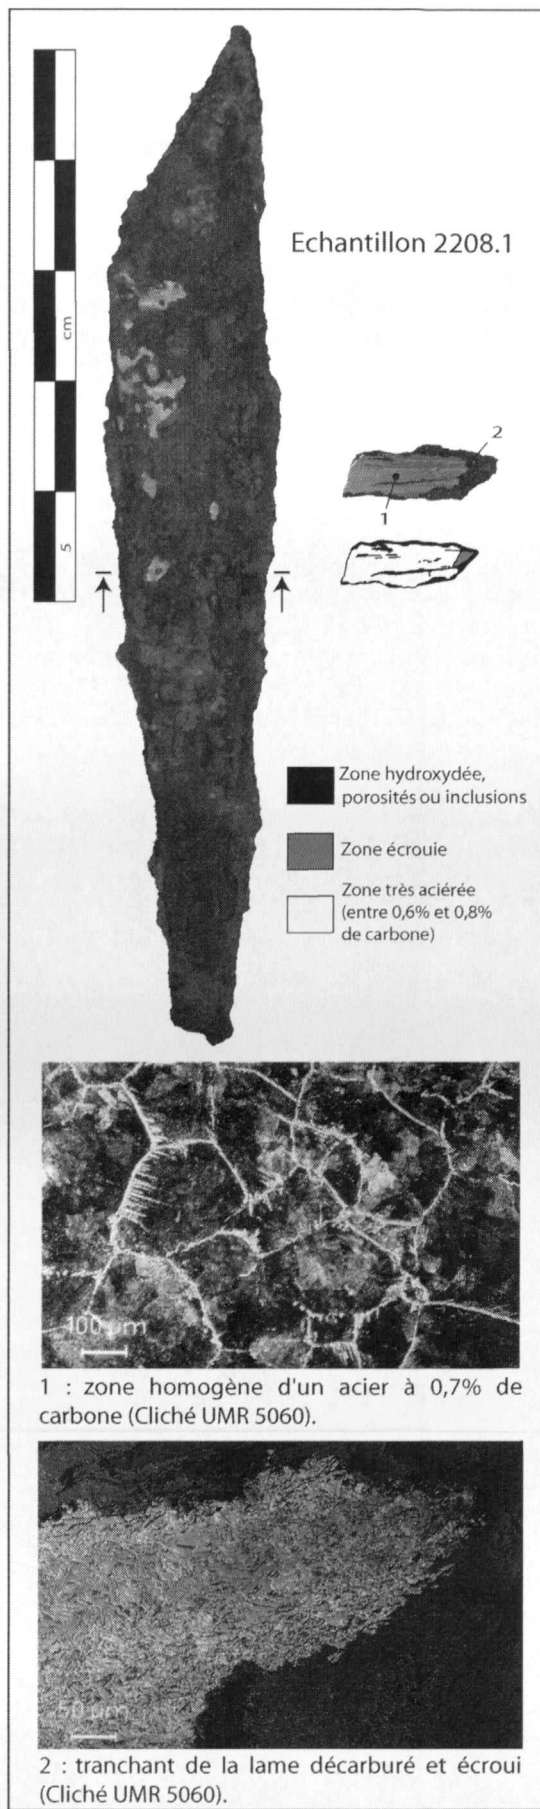 cm
5
Echantillon 2208.1
2
1
Zone hydroxydée,
porosités ou inclusions
Zone écrouie
Zone très aciérée
(entre 0,6% et 0,8%
de carbone)
100 µm
1 : zone homogène d'un acier à 0,7% de
carbone (Cliché UMR 5060).
50 µm
2 : tranchant de la lame décarburé et écroui
(Cliché UMR 5060).